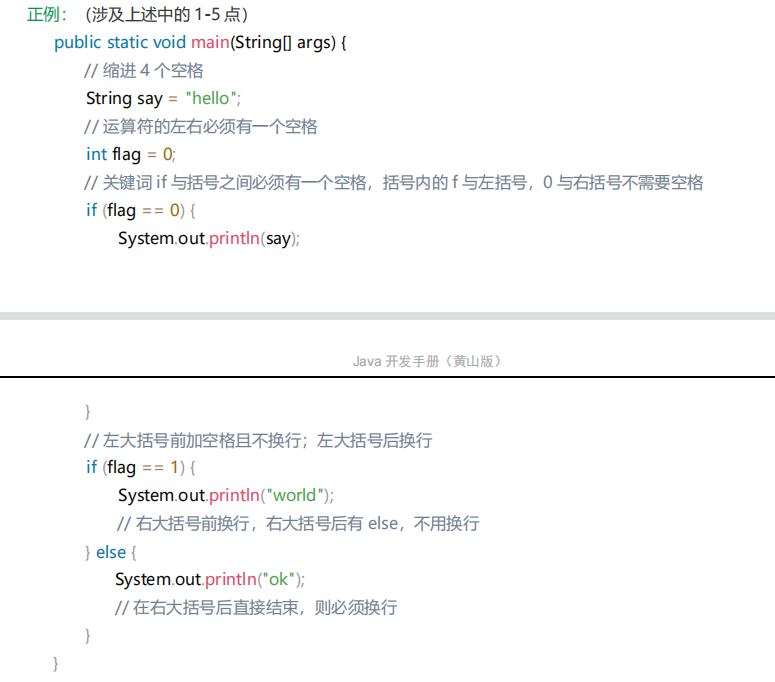 正例：（涉及上述中的 1-5 点）
public static void main(String[] args) {
// 缩进 4 个空格
String say = "hello";
// 运算符的左右必须有一个空格
int flag = 0;
// 关键词 if 与括号之间必须有一个空格，括号内的 f 与左括号，0 与右括号不需要空格
if (flag == 0) {
System.out.println(say);
Java 开发手册（黄山版）
}
// 左大括号前加空格且不换行；左大括号后换行
if (flag == 1) {
System.out.println("world");
// 右大括号前换行，右大括号后有 else，不用换行
} else {
System.out.println("ok");
// 在右大括号后直接结束，则必须换行
}
}